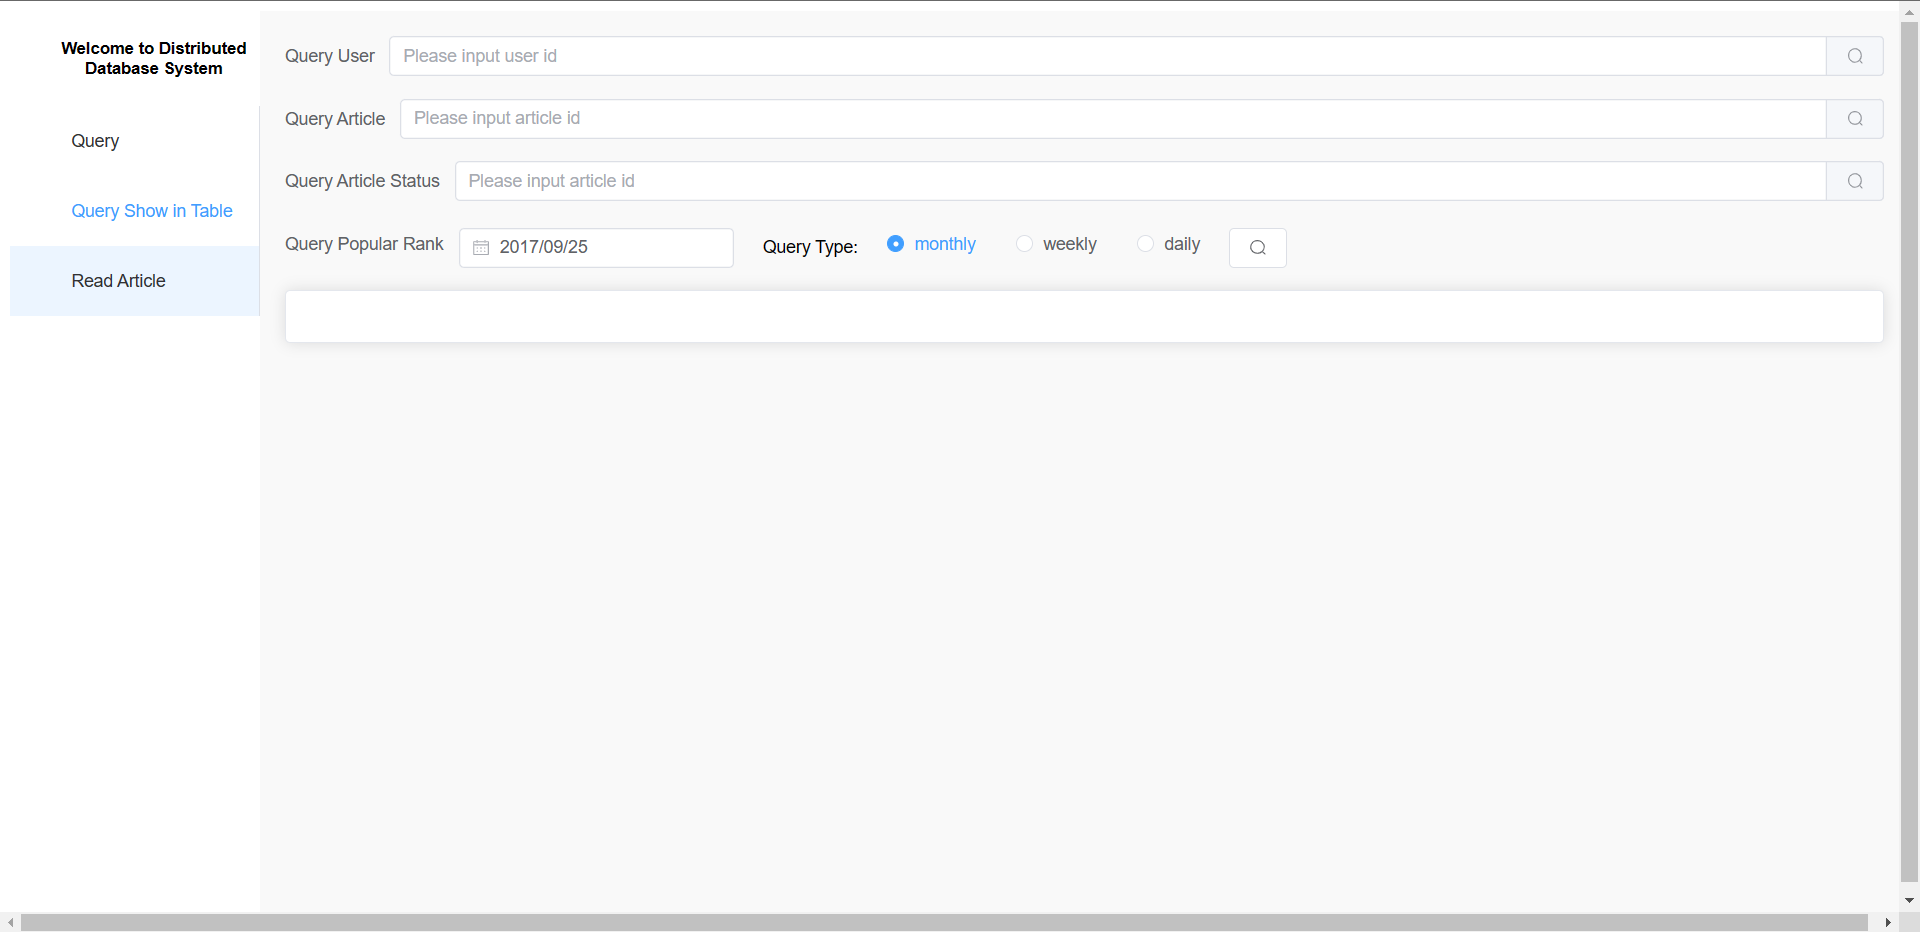 Welcome to Distributed
Database System
Query
Query Show in Table
Read Article
Query User Please input user id
Query Article Please input article id
Query Article Status Please input article id
Query Popular Rank 2017/09/25 Query Type: monthly weekly daily